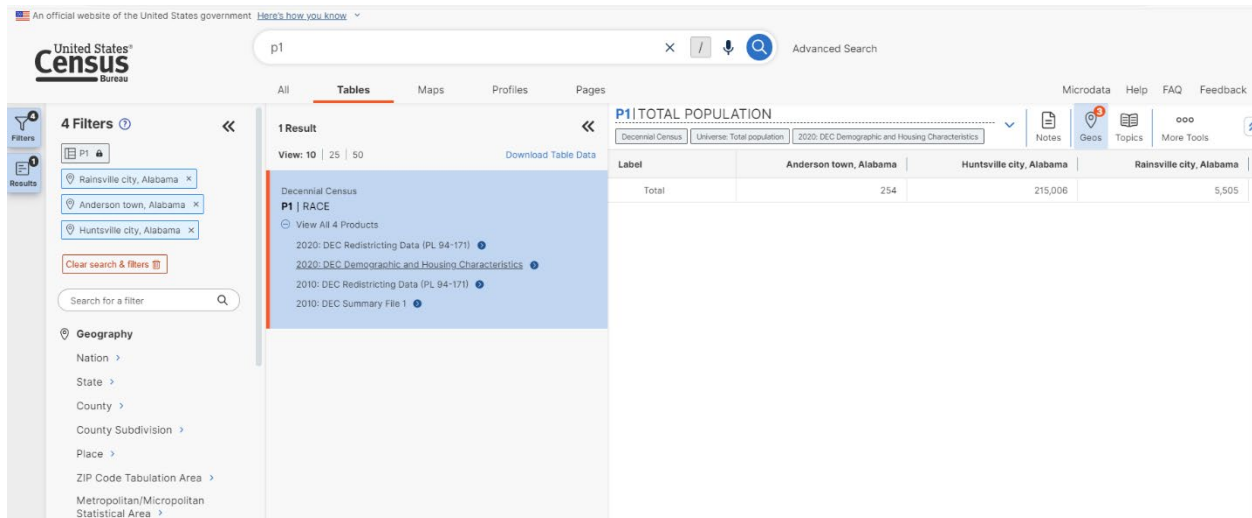 An official website of the United States government Here's how you know
United States®
Census
Bureau
p1
/
Advanced Search
All Tables Maps Profiles Pages
Microdata Help FAQ Feedback
4
Filters
1
Results
4 Filters
P1
Rainsville city, Alabama ×
Anderson town, Alabama ×
Huntsville city, Alabama ×
Clear search & filters
Search for a filter
Geography
Nation
State
County
County Subdivision
Place
ZIP Code Tabulation Area
Metropolitan/Micropolitan
Statistical Area
1 Result
View: 10 | 25 | 50 Download Table Data
Decennial Census
P1 | RACE
View All 4 Products
2020: DEC Redistricting Data (PL 94-171)
2020: DEC Demographic and Housing Characteristics
2010: DEC Redistricting Data (PL 94-171)
2010: DEC Summary File 1
P1 | TOTAL POPULATION
Decennial Census Universe: Total population 2020: DEC Demographic and Housing Characteristics
Notes
3
Geos
Topics
More Tools
Label Anderson town, Alabama Huntsville city, Alabama Rainsville city, Alabama
Total 254 215,006 5,505